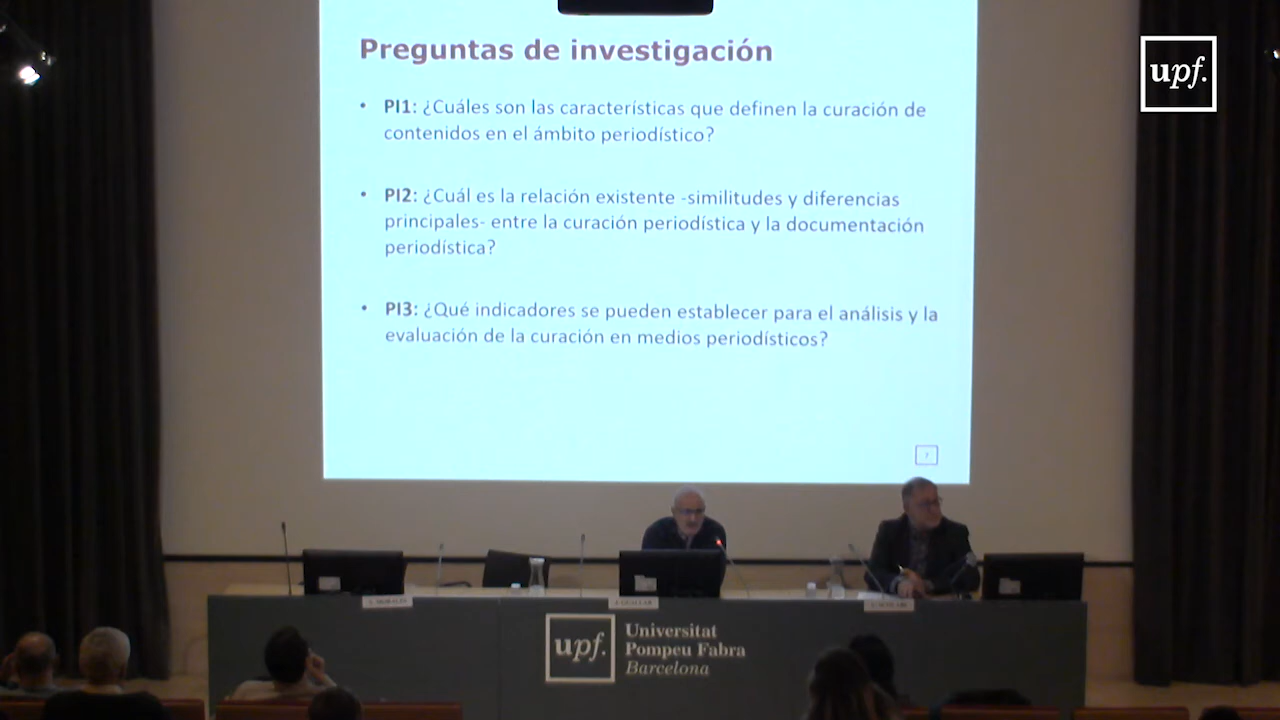 Preguntas de investigación
upf.
• PI1: ¿Cuáles son las características que definen la curación de
contenidos en el ámbito periodístico?
• PI2: ¿Cuál es la relación existente -similitudes y diferencias
principales- entre la curación periodística y la documentación
periodística?
• PI3: ¿Qué indicadores se pueden establecer para el análisis y la
evaluación de la curación en medios periodísticos?
7
upf.
Universitat
Pompeu Fabra
Barcelona